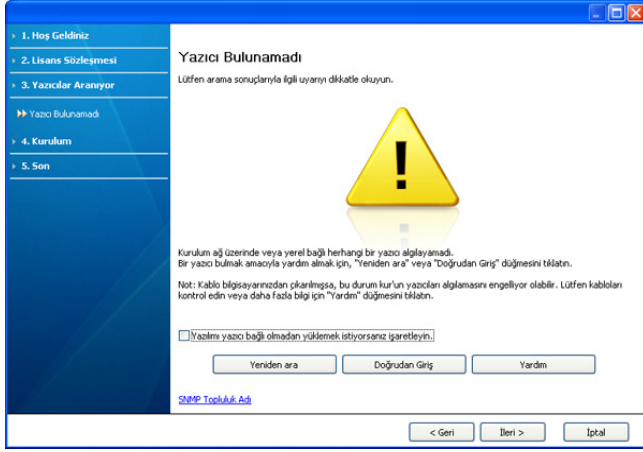 1. Hoş Geldiniz
2. Lisans Sözleşmesi
3. Yazıcılar Aranıyor
Yazıcı Bulunamadı
4. Kurulum
5. Son
Yazıcı Bulunamadı
Lütfen arama sonuçlarıyla ilgili uyarıyı dikkatle okuyun.
Kurulum ağ üzerinde veya yerel bağlı herhangi bir yazıcı algılayamadı.
Bir yazıcı bulmak amacıyla yardım almak için, "Yeniden ara" veya "Doğrudan Giriş" düğmesini tıklatın.
Not: Kablo bilgisayarınızdan çıkarılmışsa, bu durum kur'un yazıcıları algılamasını engelliyor olabilir. Lütfen kabloları
kontrol edin veya daha fazla bilgi için "Yardım" düğmesini tıklatın.
Yazılımı yazıcı bağlı olmadan yüklemek istiyorsanız işaretleyin.
Yeniden ara
Doğrudan Giriş
Yardım
SNMP Topluluk Adı
< Geri
İleri >
İptal